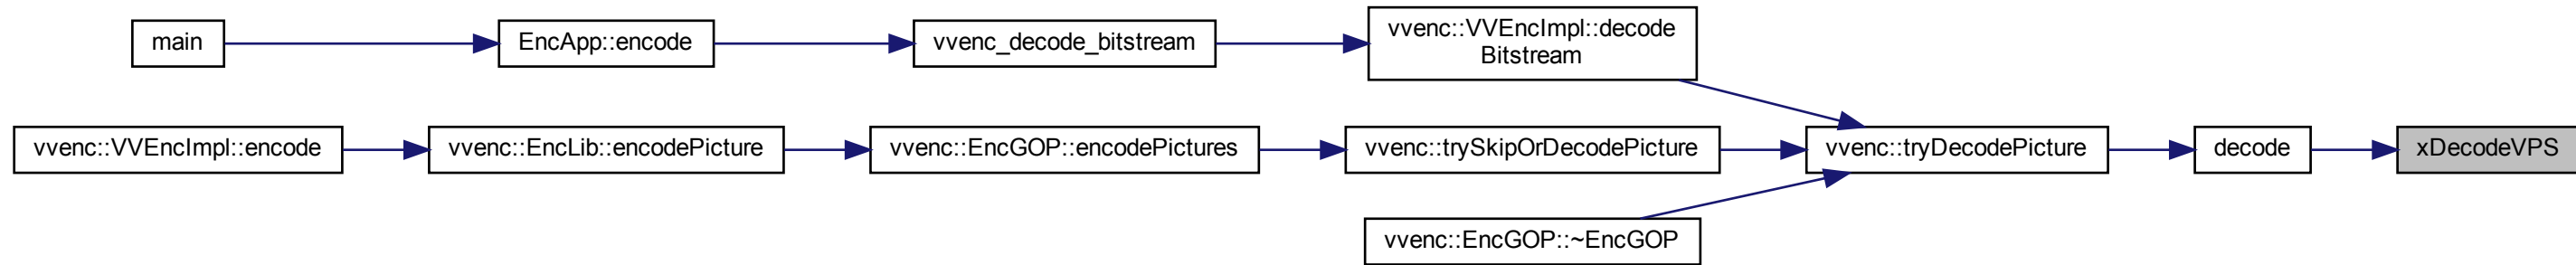 main
EncApp::encode
vvenc_decode_bitstream
vvenc::VVEncImpl::decode
Bitstream
vvenc::VVEncImpl::encode
vvenc::EncLib::encodePicture
vvenc::EncGOP::encodePictures
vvenc::trySkipOrDecodePicture
vvenc::tryDecodePicture
decode
xDecodeVPS
vvenc::EncGOP::~EncGOP